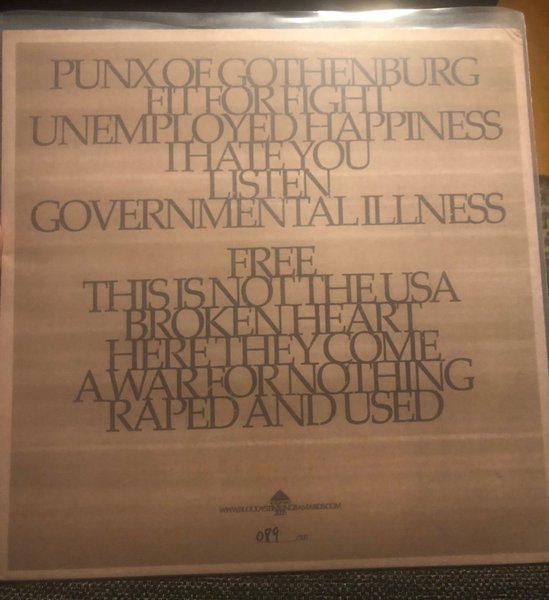 PUNX OF GOTHENBURG
FIT FOR FIGHT
UNEMPLOYED HAPPINESS
I HATE YOU
LISTEN
GOVERNMENTAL ILLNESS
FREE
THIS IS NOT THE USA
BROKEN HEART
HERE THEY COME
A WAR FOR NOTHING
RAPED AND USED
089